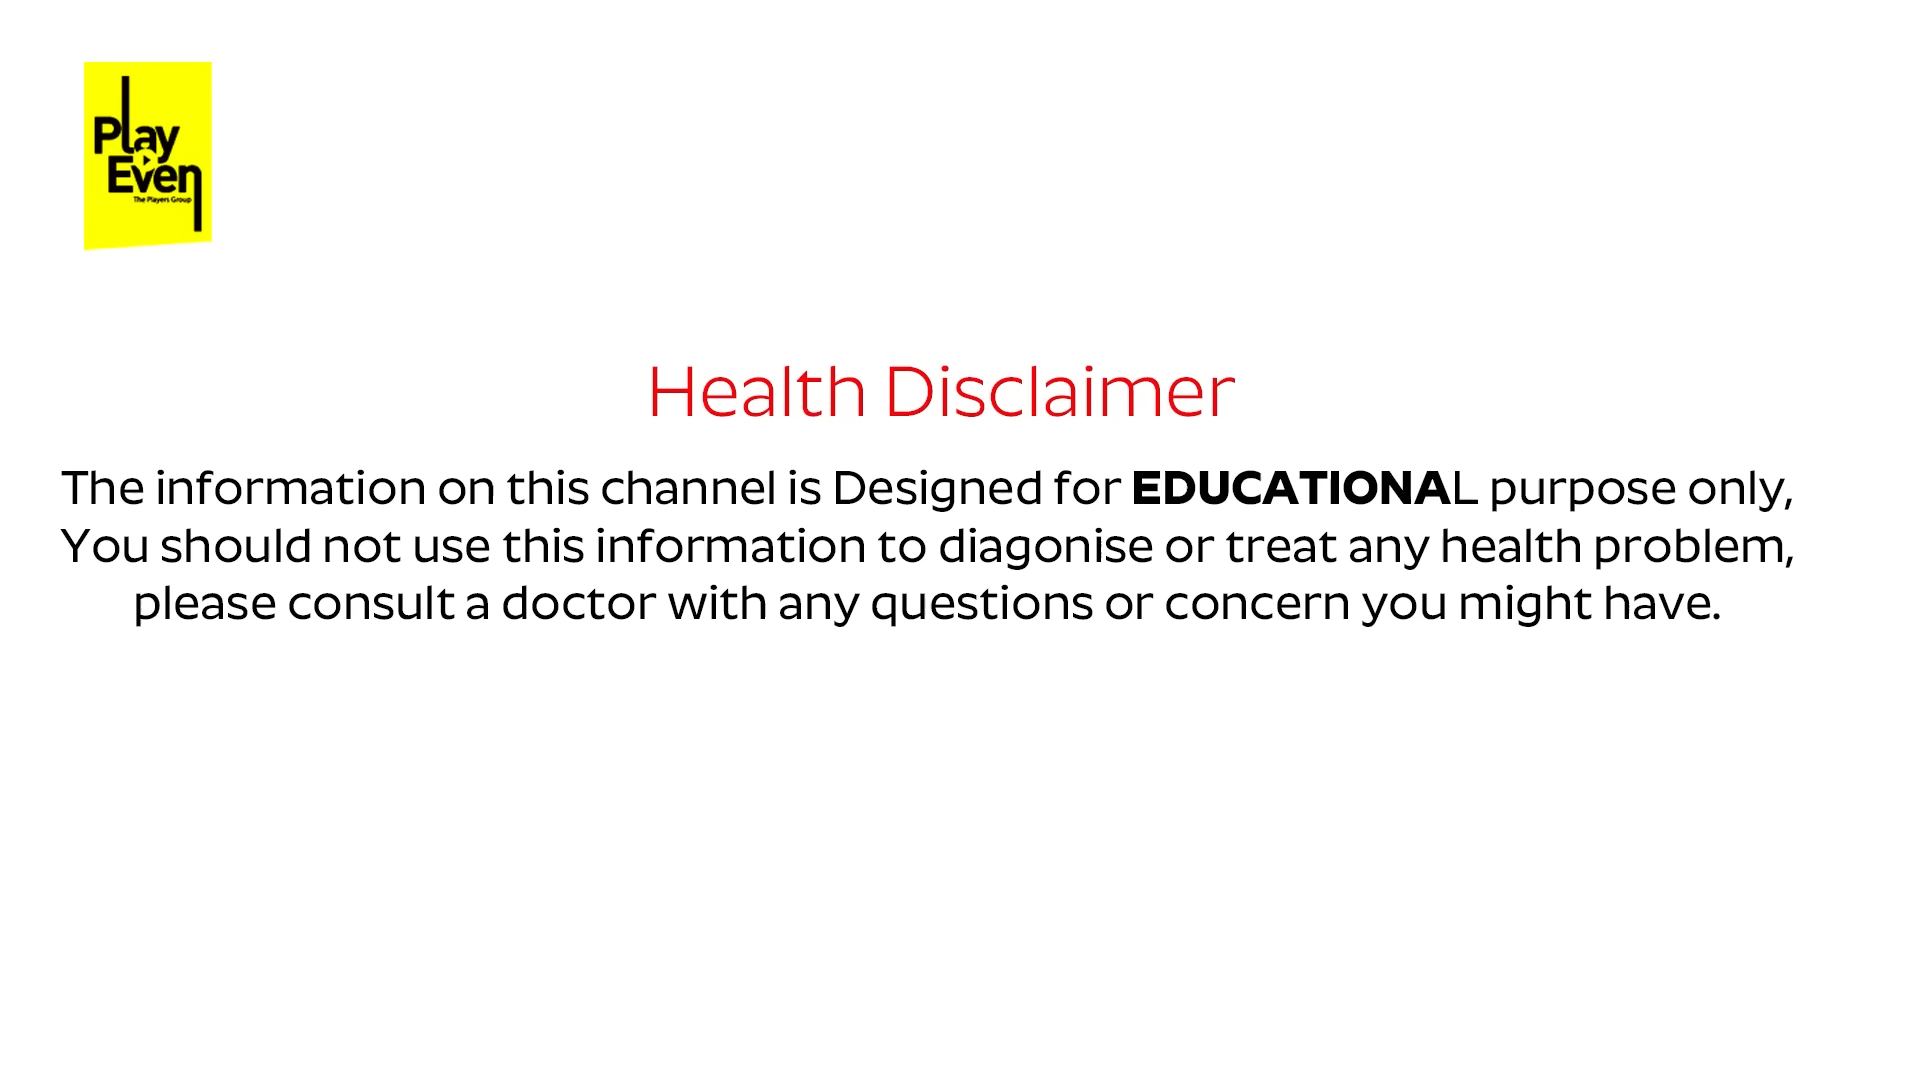 Play
Even
The Players Group
Health Disclaimer
The information on this channel is Designed for EDUCATIONAL purpose only,
You should not use this information to diagonise or treat any health problem,
please consult a doctor with any questions or concern you might have.